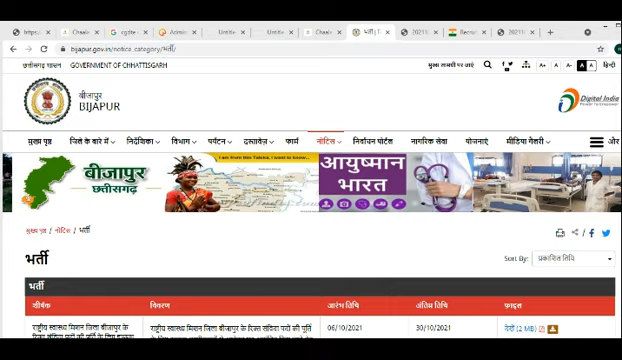 bijapur.gov.in/notice_category/भर्ती/
छत्तीसगढ़ शासन GOVERNMENT OF CHHATTISGARH
मुख्य सामग्री पर जाएं A+ A A- A A हिन्दी
बीजापुर
BIJAPUR
Digital India
मुख्य पृष्ठ जिले के बारे में निर्देशिका विभाग पर्यटन दस्तावेज़ फार्म नोटिस निर्वाचन पोर्टल नागरिक सेवा योजनाएं मीडिया गैलरी और
बीजापुर
छत्तीसगढ़
आयुष्मान
भारत
मुख्य पृष्ठ / नोटिस / भर्ती
भर्ती
Sort By: प्रकाशित तिथि
भर्ती
शीर्षक विवरण आरंभ तिथि अंतिम तिथि फ़ाइल
राष्ट्रीय स्वास्थ्य मिशन जिला बीजापुर के राष्ट्रीय स्वास्थ्य मिशन जिला बीजापुर के रिक्त संविदा पदों की पूर्ति 06/10/2021 30/10/2021 देखें (2 MB)